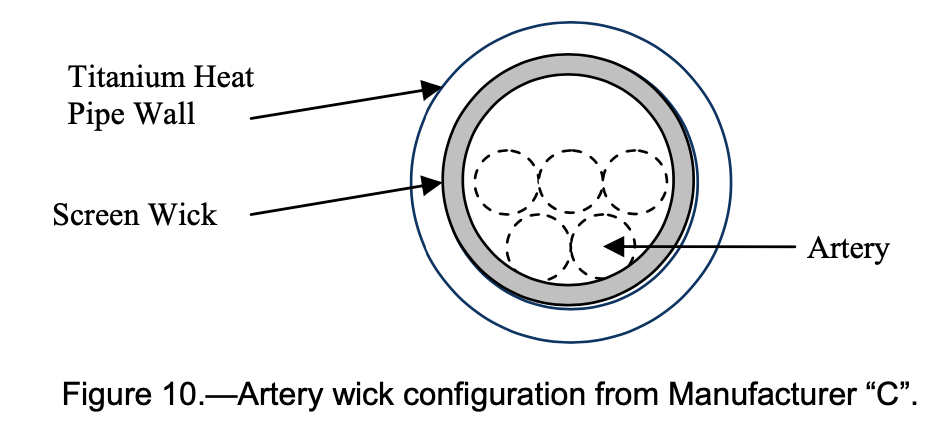 Titanium Heat
Pipe Wall
Screen Wick
Artery
Figure 10.—Artery wick configuration from Manufacturer “C”.